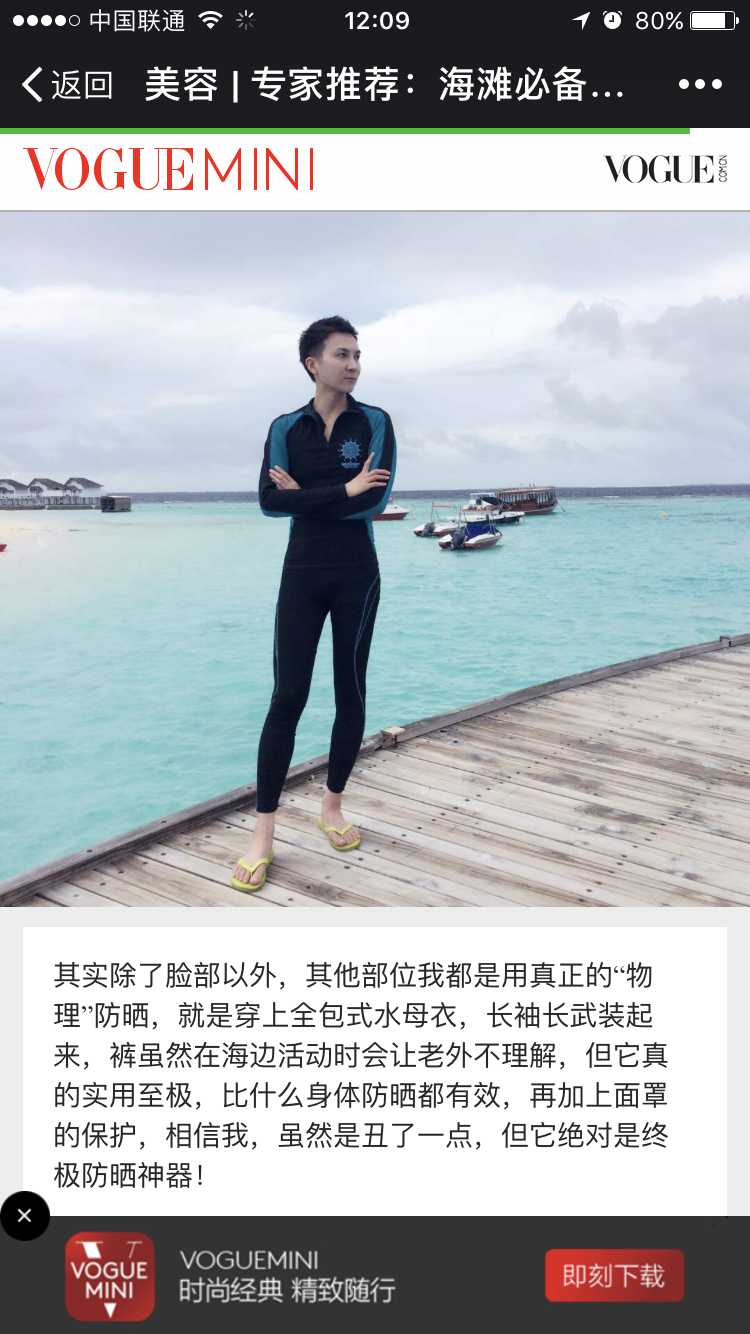 中国联通
12:09
80%
返回
美容 | 专家推荐：海滩必备...
VOGUEMINI
VOGUE
COM.CN
其实除了脸部以外，其他部位我都是用真正的“物
理”防晒，就是穿上全包式水母衣，长袖长武装起
来，裤虽然在海边活动时会让老外不理解，但它真
的实用至极，比什么身体防晒都有效，再加上面罩
的保护，相信我，虽然是丑了一点，但它绝对是终
极防晒神器！
VOGUE
MINI
VOGUEMINI
时尚经典 精致随行
即刻下载